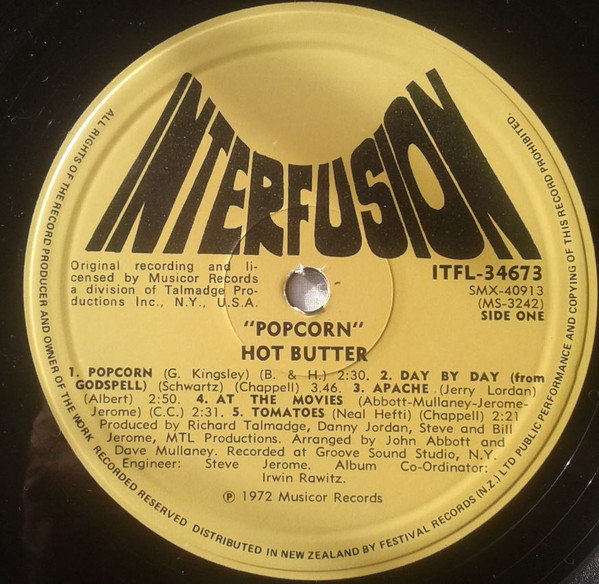 INTERFUSION
Original recording and li-
censed by Musicor Records
a division of Talmadge Pro-
ductions Inc., N.Y., U.S.A.
ITFL-34673
SMX-40913
(MS-3242)
SIDE ONE
"POPCORN"
HOT BUTTER
1. POPCORN (G. Kingsley) (B. & H.) 2:30. 2. DAY BY DAY (from
GODSPELL) (Schwartz) (Chappell) 3.46. 3. APACHE (Jerry Lordan)
(Albert) 2:50. 4. AT THE MOVIES (Abbott-Mullaney-Jerome-
Jerome) (C.C.) 2:31. 5. TOMATOES (Neal Hefti) (Chappell) 2:21
Produced by Richard Talmadge, Danny Jordan, Steve and Bill
Jerome, MTL Productions. Arranged by John Abbott and
Dave Mullaney. Recorded at Groove Sound Studio, N.Y.
Engineer: Steve Jerome. Album Co-Ordinator:
Irwin Rawitz.
℗ 1972 Musicor Records
ALL RIGHTS OF THE RECORD PRODUCER AND OWNER OF THE WORK RECORDED RESERVED DISTRIBUTED IN NEW ZEALAND BY FESTIVAL RECORDS (N.Z.) LTD PUBLIC PERFORMANCE AND COPYING OF THIS RECORD PROHIBITED.